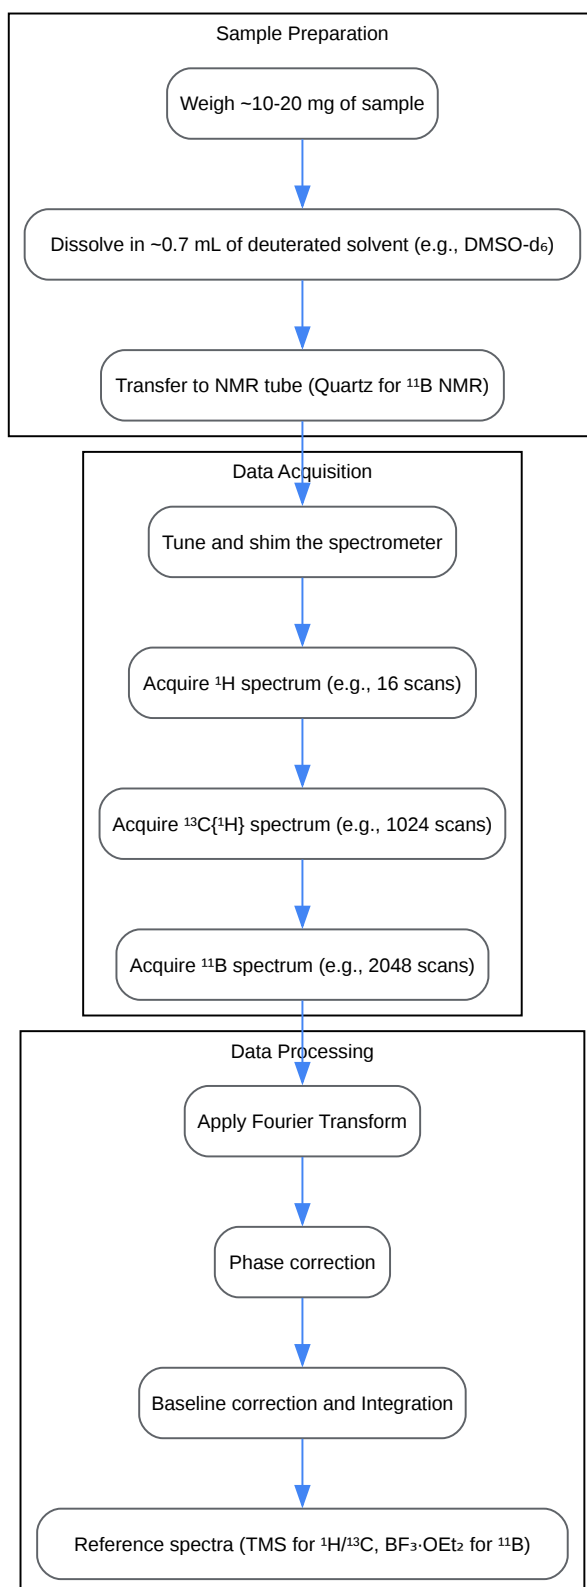 Sample Preparation
Weigh ~10-20 mg of sample
Dissolve in ~0.7 mL of deuterated solvent (e.g., DMSO-d₆)
Transfer to NMR tube (Quartz for ¹¹B NMR)
Data Acquisition
Tune and shim the spectrometer
Acquire ¹H spectrum (e.g., 16 scans)
Acquire ¹³C{¹H} spectrum (e.g., 1024 scans)
Acquire ¹¹B spectrum (e.g., 2048 scans)
Data Processing
Apply Fourier Transform
Phase correction
Baseline correction and Integration
Reference spectra (TMS for ¹H/¹³C, BF₃·OEt₂ for ¹¹B)